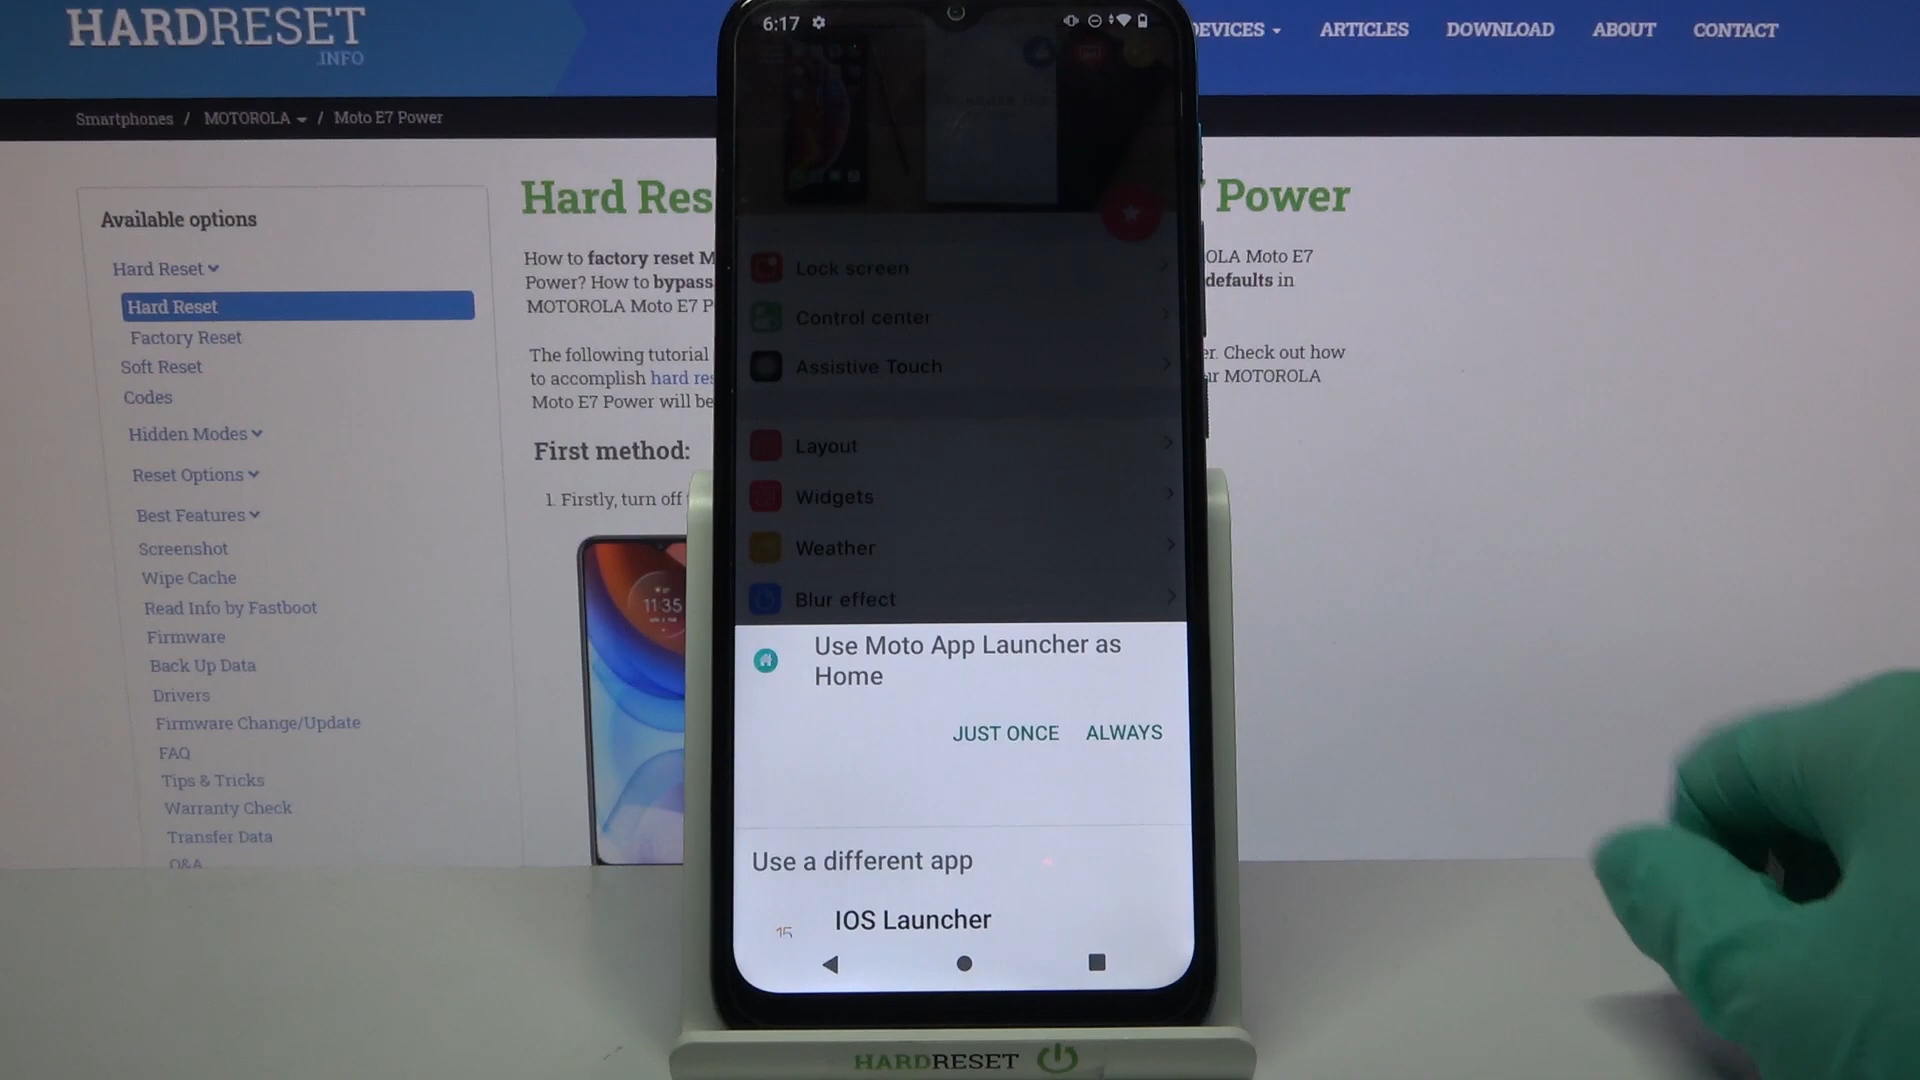 HARDRESET
.INFO
DEVICES
ARTICLES
DOWNLOAD
ABOUT
CONTACT
Smartphones / MOTOROLA / Moto E7 Power
Available options
Hard Reset
Hard Reset
Factory Reset
Soft Reset
Codes
Hidden Modes
Reset Options
Best Features
Screenshot
Wipe Cache
Read Info by Fastboot
Firmware
Back Up Data
Drivers
Firmware Change/Update
FAQ
Tips & Tricks
Warranty Check
Transfer Data
Q&A
Hard Res
Power
How to factory reset M
OLA Moto E7
Power? How to bypass
defaults in
MOTOROLA Moto E7 P
The following tutorial
er. Check out how
to accomplish hard res
ur MOTOROLA
Moto E7 Power will be
First method:
1. Firstly, turn off
11:35
6:17
Lock screen
Control center
Assistive Touch
Layout
Widgets
Weather
Blur effect
Use Moto App Launcher as
Home
JUST ONCE
ALWAYS
Use a different app
15
IOS Launcher
HARDRESET